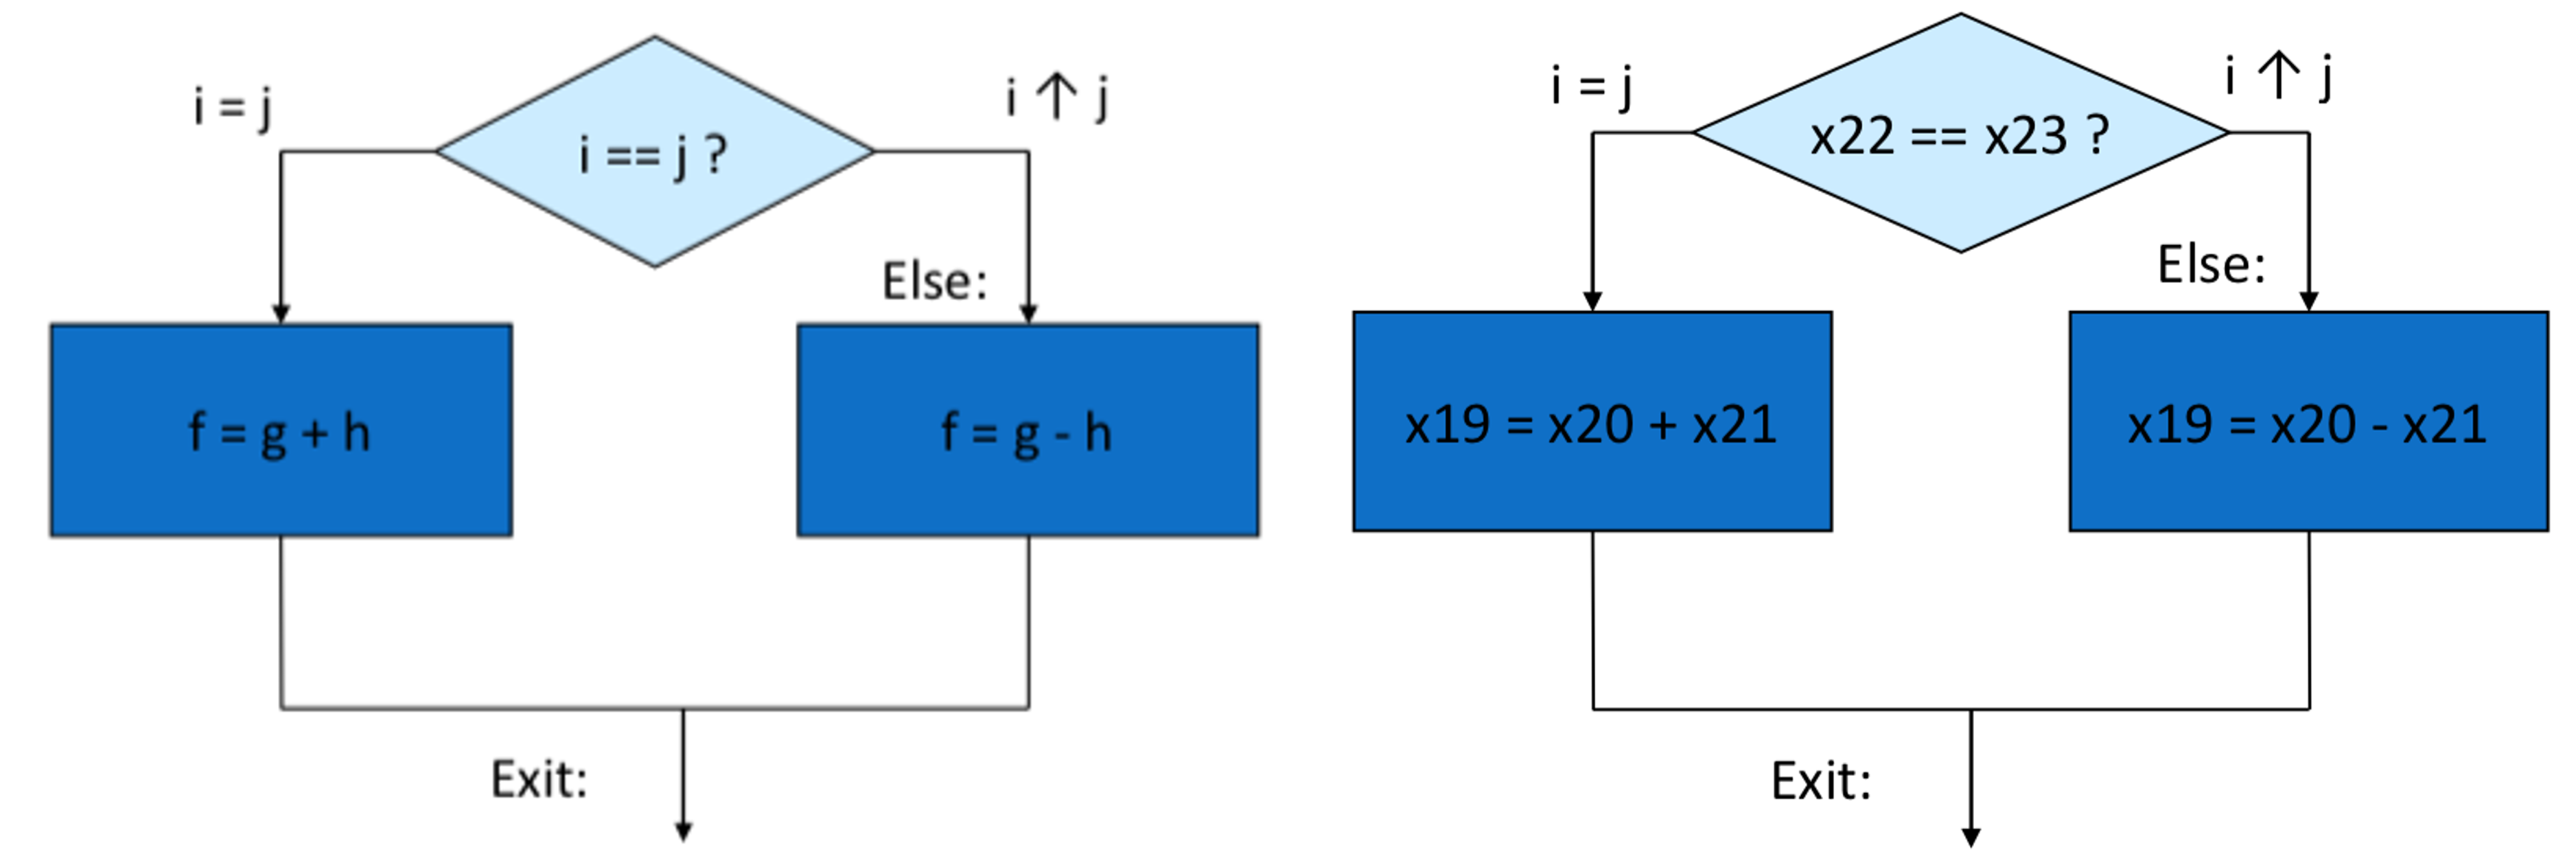 i = j
i ↑ j
i == j ?
Else:
f = g + h
f = g - h
Exit:
i = j
i ↑ j
x22 == x23 ?
Else:
x19 = x20 + x21
x19 = x20 - x21
Exit: